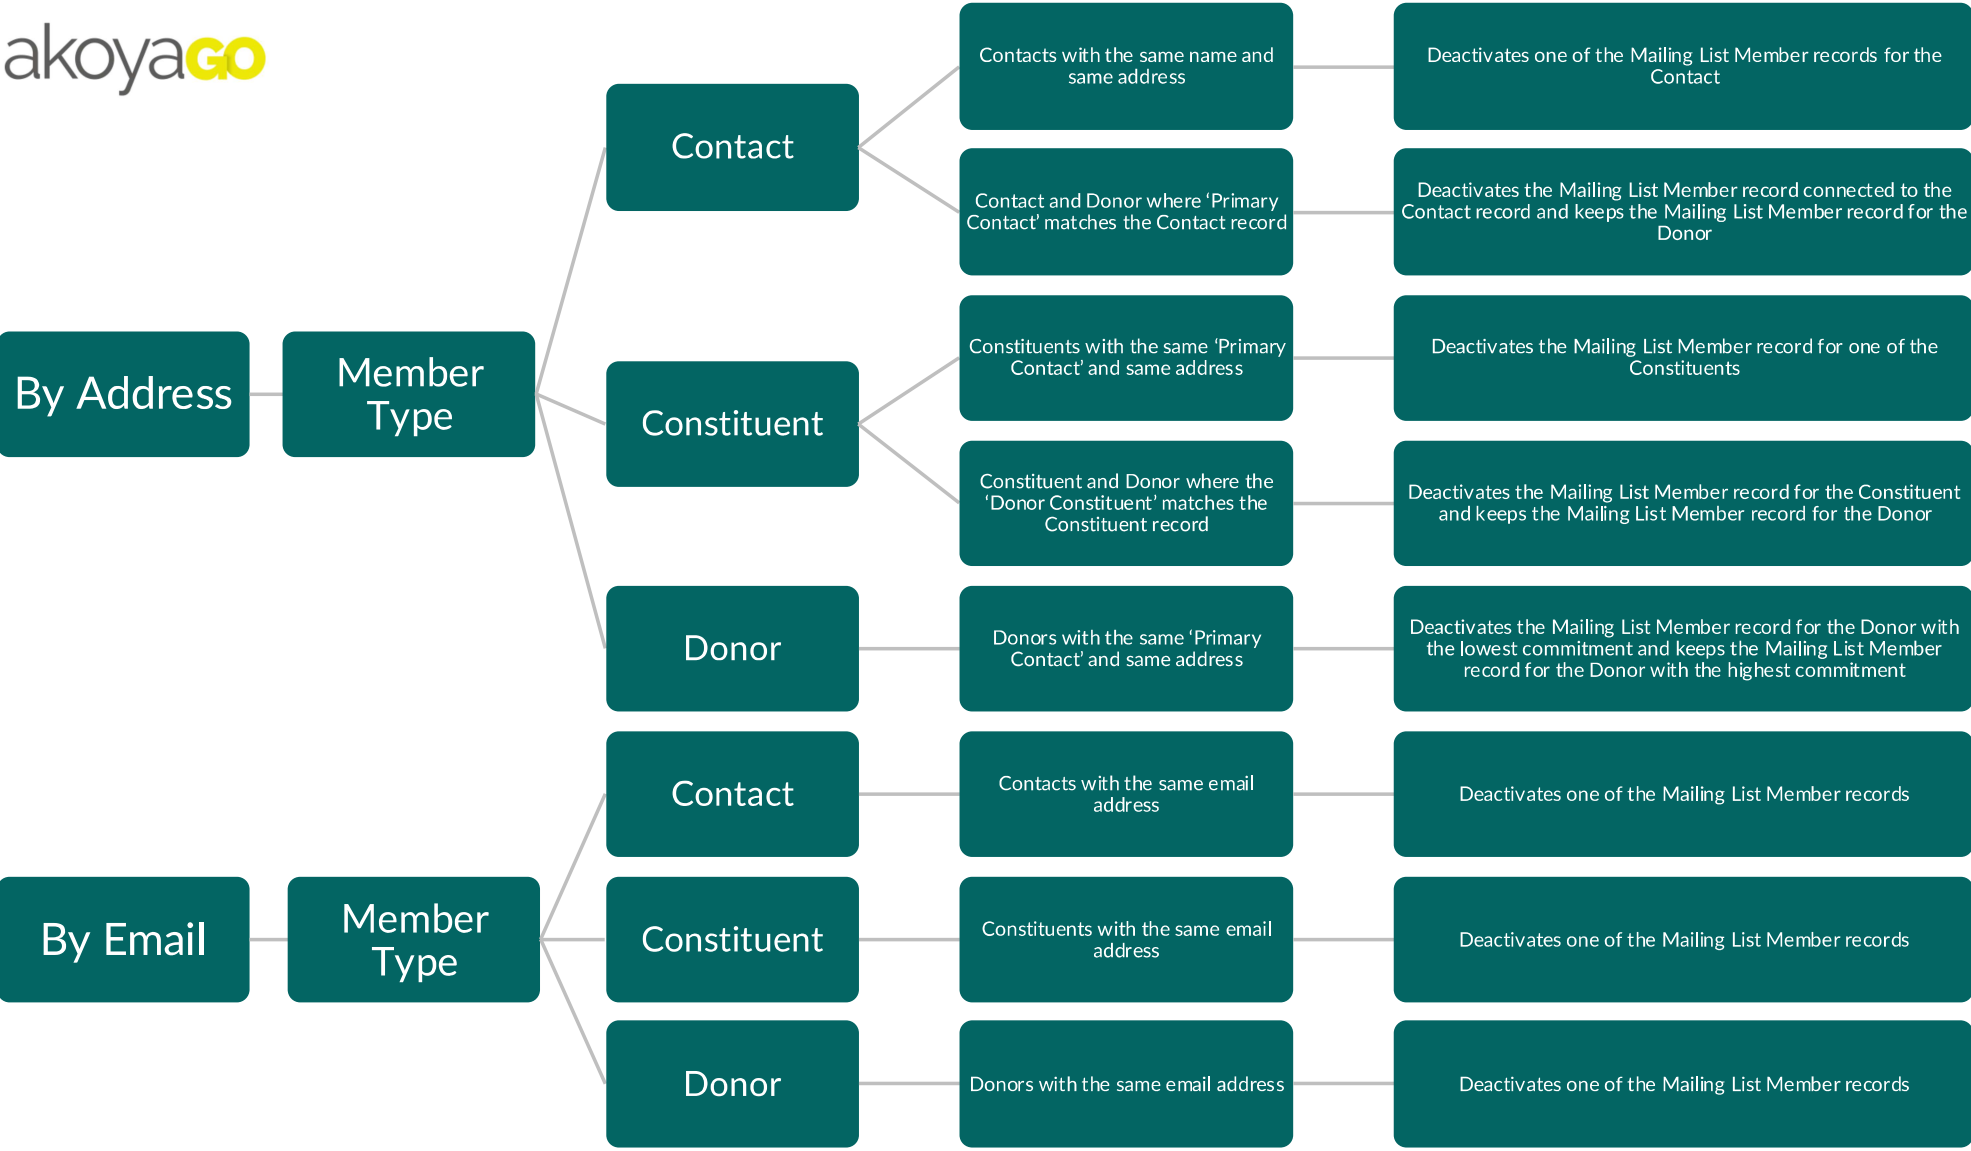 akoyaGO
By Address
Member
Type
Contact
Contacts with the same name and
same address
Deactivates one of the Mailing List Member records for the
Contact
Contact and Donor where ‘Primary
Contact’ matches the Contact record
Deactivates the Mailing List Member record connected to the
Contact record and keeps the Mailing List Member record for the
Donor
Constituent
Constituents with the same ‘Primary
Contact’ and same address
Deactivates the Mailing List Member record for one of the
Constituents
Constituent and Donor where the
‘Donor Constituent’ matches the
Constituent record
Deactivates the Mailing List Member record for the Constituent
and keeps the Mailing List Member record for the Donor
Donor
Donors with the same ‘Primary
Contact’ and same address
Deactivates the Mailing List Member record for the Donor with
the lowest commitment and keeps the Mailing List Member
record for the Donor with the highest commitment
By Email
Member
Type
Contact
Contacts with the same email
address
Deactivates one of the Mailing List Member records
Constituent
Constituents with the same email
address
Deactivates one of the Mailing List Member records
Donor
Donors with the same email address
Deactivates one of the Mailing List Member records